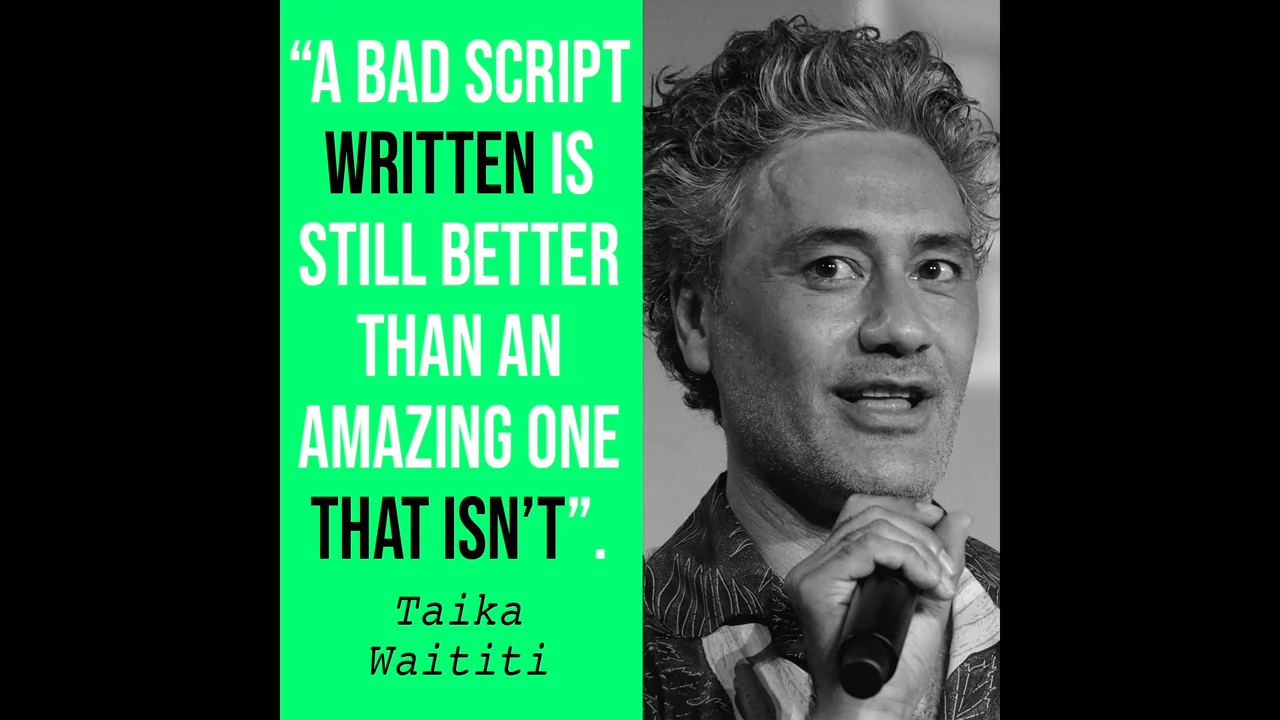 “A BAD SCRIPT
WRITTEN IS
STILL BETTER
THAN AN
AMAZING ONE
THAT ISN’T”.
Taika
Waititi